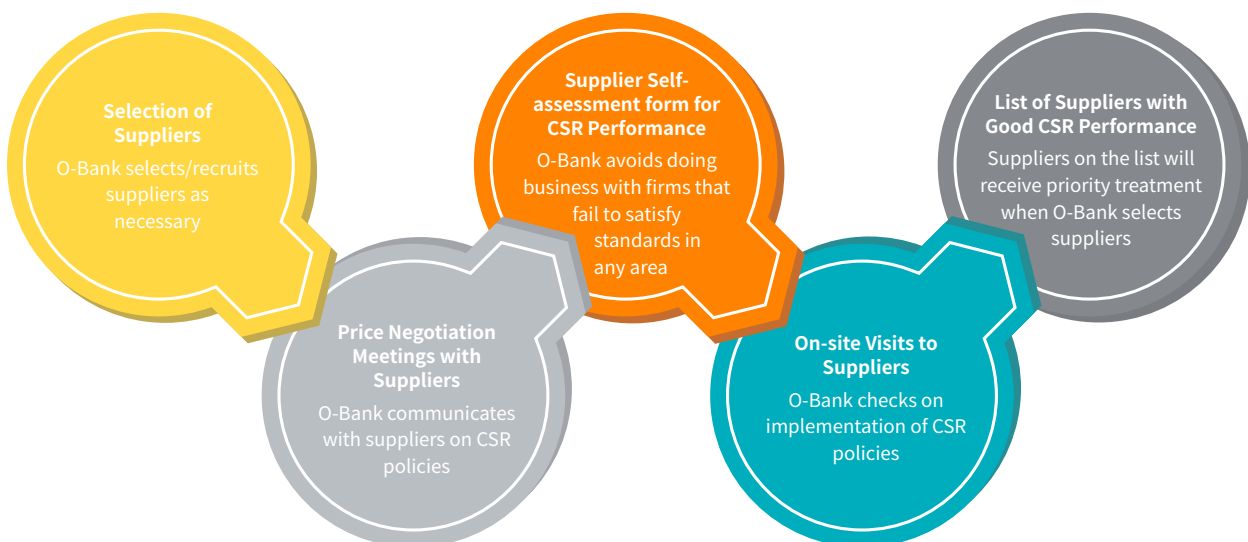 Selection of
Suppliers
O-Bank selects/recruits
suppliers as
necessary
Price Negotiation
Meetings with
Suppliers
O-Bank communicates
with suppliers on CSR
policies
Supplier Self-
assessment form for
CSR Performance
O-Bank avoids doing
business with firms that
fail to satisfy
standards in
any area
On-site Visits to
Suppliers
O-Bank checks on
implementation of CSR
policies
List of Suppliers with
Good CSR Performance
Suppliers on the list will
receive priority treatment
when O-Bank selects
suppliers